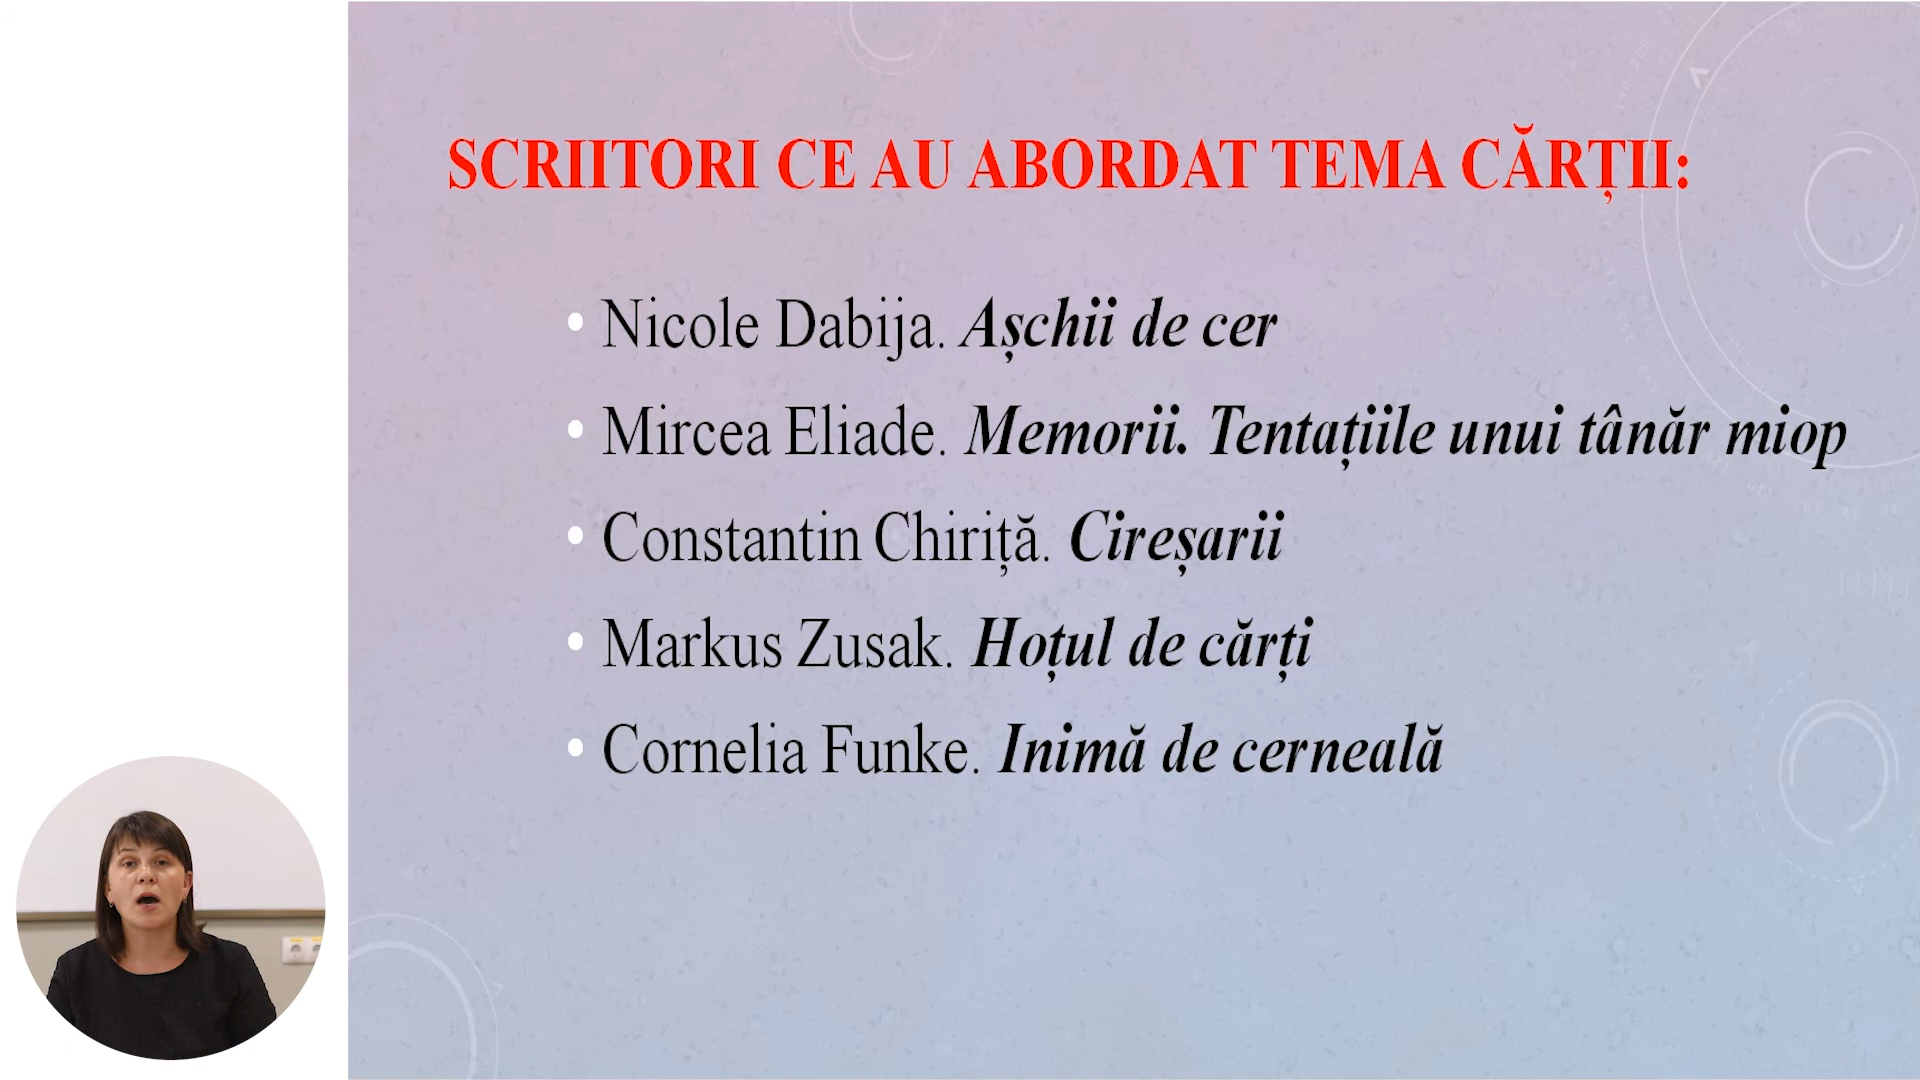 SCRIITORI CE AU ABORDAT TEMA CĂRȚII:
• Nicole Dabija. Așchii de cer
• Mircea Eliade. Memorii. Tentațiile unui tânăr miop
• Constantin Chiriță. Cireșarii
• Markus Zusak. Hoțul de cărți
• Cornelia Funke. Inimă de cerneală